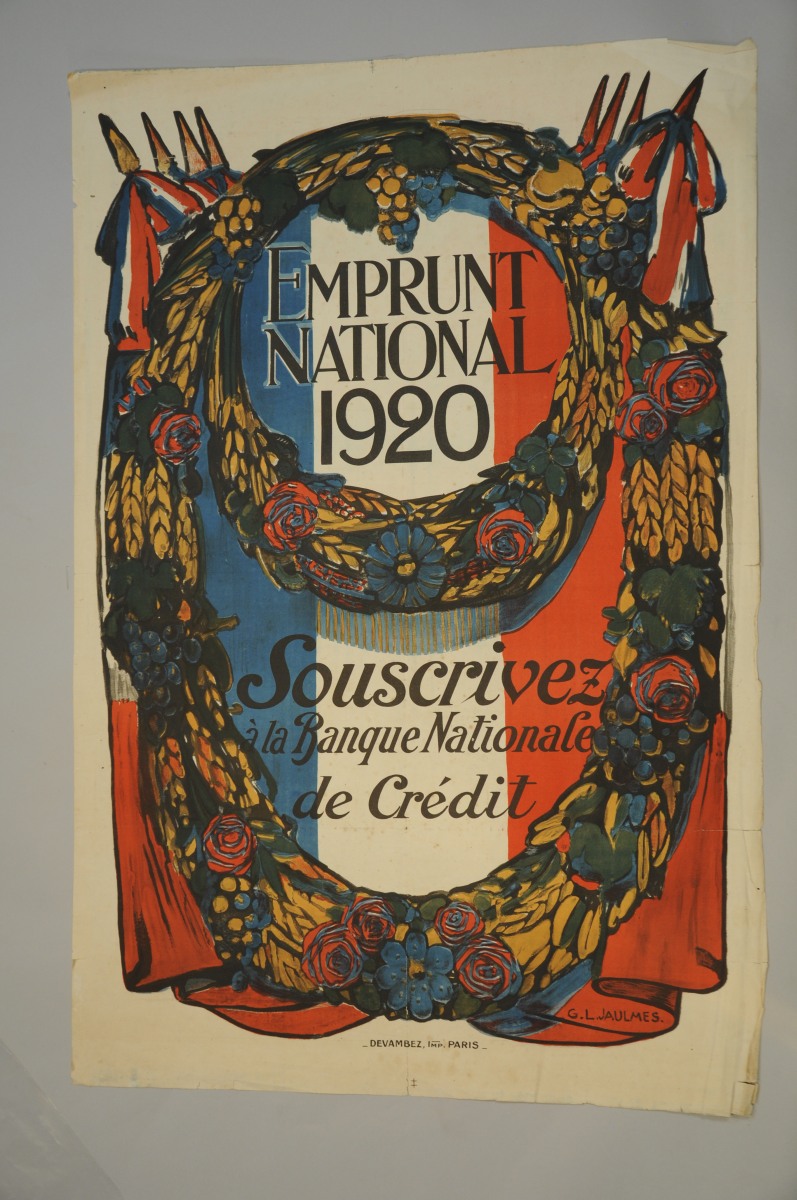 EMPRUNT
NATIONAL
1920
Souscrivez
à la Banque Nationale
de Crédit
G. L. JAULMES.
_ DEVAMBEZ, IMP. PARIS _